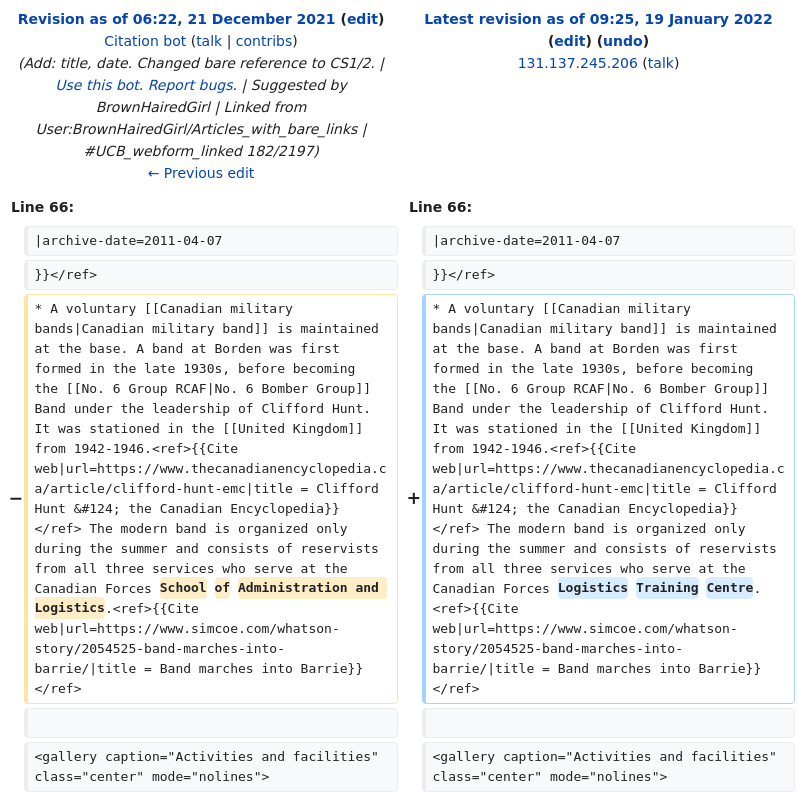 Revision as of 06:22, 21 December 2021 (edit)
Citation bot (talk | contribs)
(Add: title, date. Changed bare reference to CS1/2. |
Use this bot. Report bugs. | Suggested by
BrownHairedGirl | Linked from
User:BrownHairedGirl/Articles_with_bare_links |
#UCB_webform_linked 182/2197)
← Previous edit
Latest revision as of 09:25, 19 January 2022
(edit) (undo)
131.137.245.206 (talk)
Line 66:
|archive-date=2011-04-07
}}</ref>
−
* A voluntary [[Canadian military
bands|Canadian military band]] is maintained
at the base. A band at Borden was first
formed in the late 1930s, before becoming
the [[No. 6 Group RCAF|No. 6 Bomber Group]]
Band under the leadership of Clifford Hunt.
It was stationed in the [[United Kingdom]]
from 1942-1946.<ref>{{Cite
web|url=https://www.thecanadianencyclopedia.c
a/article/clifford-hunt-emc|title = Clifford
Hunt &#124; the Canadian Encyclopedia}}
</ref> The modern band is organized only
during the summer and consists of reservists
from all three services who serve at the
Canadian Forces School of Administration and
Logistics.<ref>{{Cite
web|url=https://www.simcoe.com/whatson-
story/2054525-band-marches-into-
barrie/|title = Band marches into Barrie}}
</ref>
<gallery caption="Activities and facilities"
class="center" mode="nolines">
Line 66:
|archive-date=2011-04-07
}}</ref>
+
* A voluntary [[Canadian military
bands|Canadian military band]] is maintained
at the base. A band at Borden was first
formed in the late 1930s, before becoming
the [[No. 6 Group RCAF|No. 6 Bomber Group]]
Band under the leadership of Clifford Hunt.
It was stationed in the [[United Kingdom]]
from 1942-1946.<ref>{{Cite
web|url=https://www.thecanadianencyclopedia.c
a/article/clifford-hunt-emc|title = Clifford
Hunt &#124; the Canadian Encyclopedia}}
</ref> The modern band is organized only
during the summer and consists of reservists
from all three services who serve at the
Canadian Forces Logistics Training Centre.
<ref>{{Cite
web|url=https://www.simcoe.com/whatson-
story/2054525-band-marches-into-
barrie/|title = Band marches into Barrie}}
</ref>
<gallery caption="Activities and facilities"
class="center" mode="nolines">